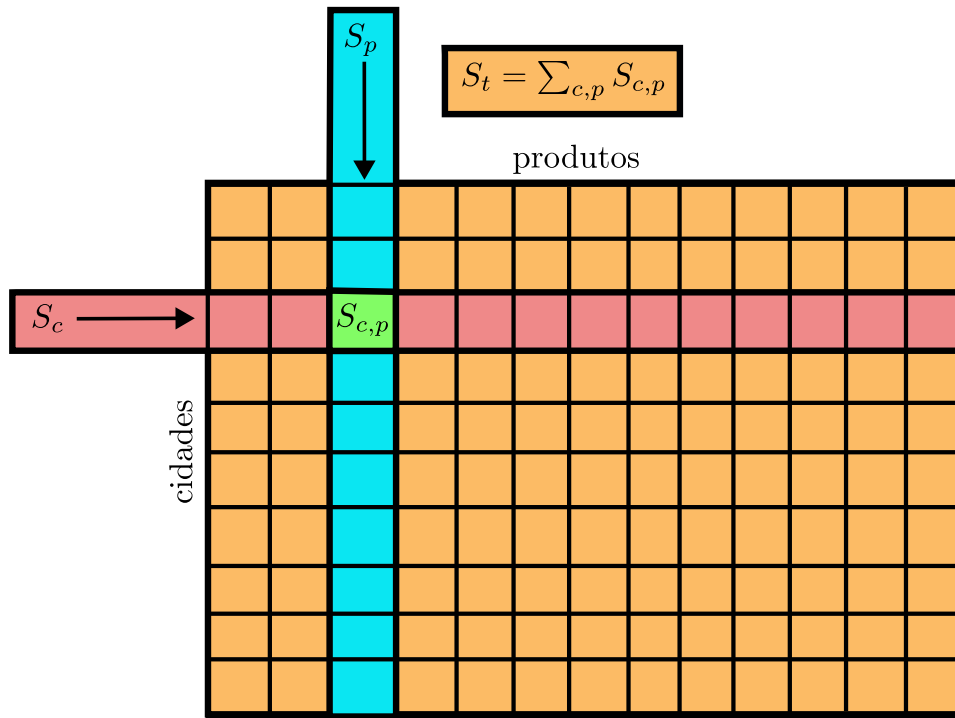 S_p
S_t = ∑_{c,p} S_{c,p}
produtos
S_c
S_{c,p}
cidades